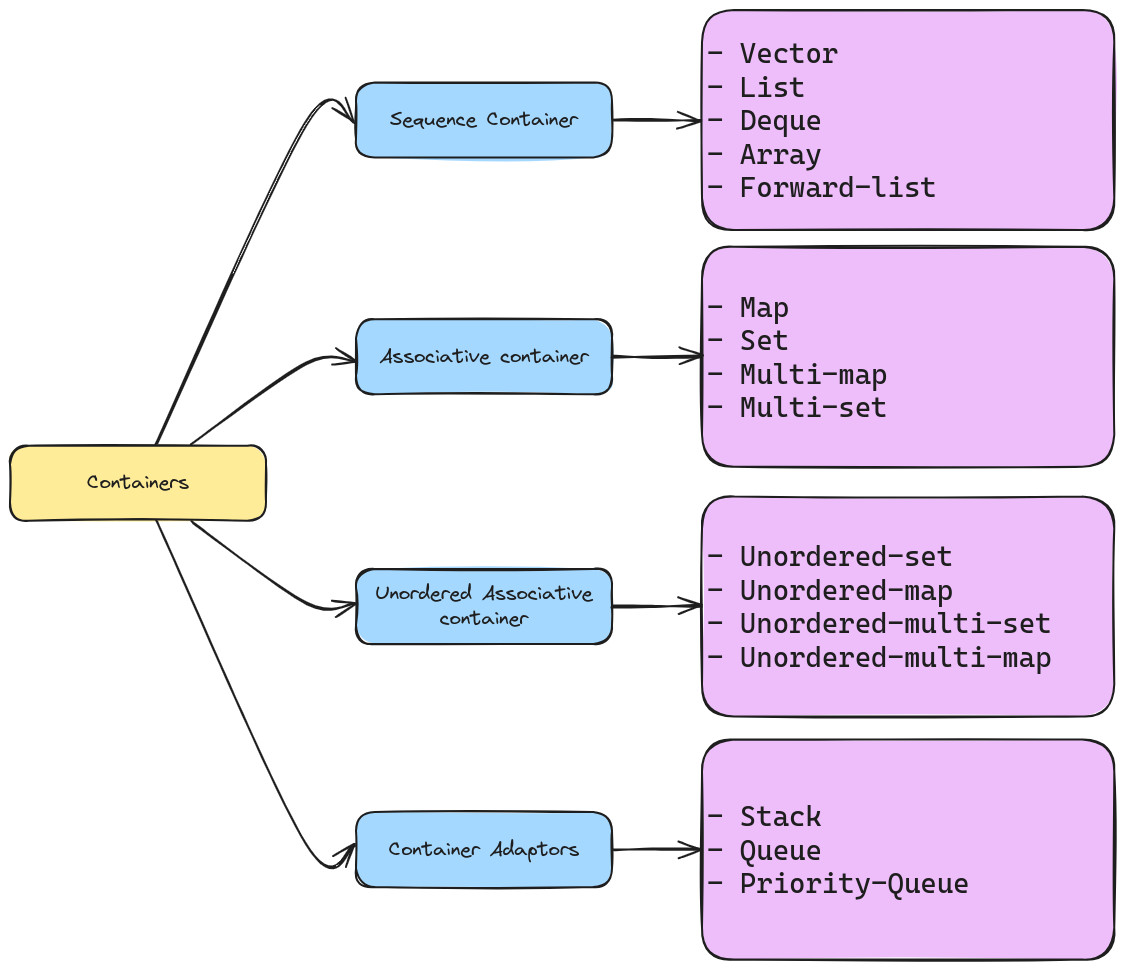 Containers
Sequence Container
- Vector
- List
- Deque
- Array
- Forward-list
Associative container
- Map
- Set
- Multi-map
- Multi-set
Unordered Associative
container
- Unordered-set
- Unordered-map
- Unordered-multi-set
- Unordered-multi-map
Container Adaptors
- Stack
- Queue
- Priority-Queue